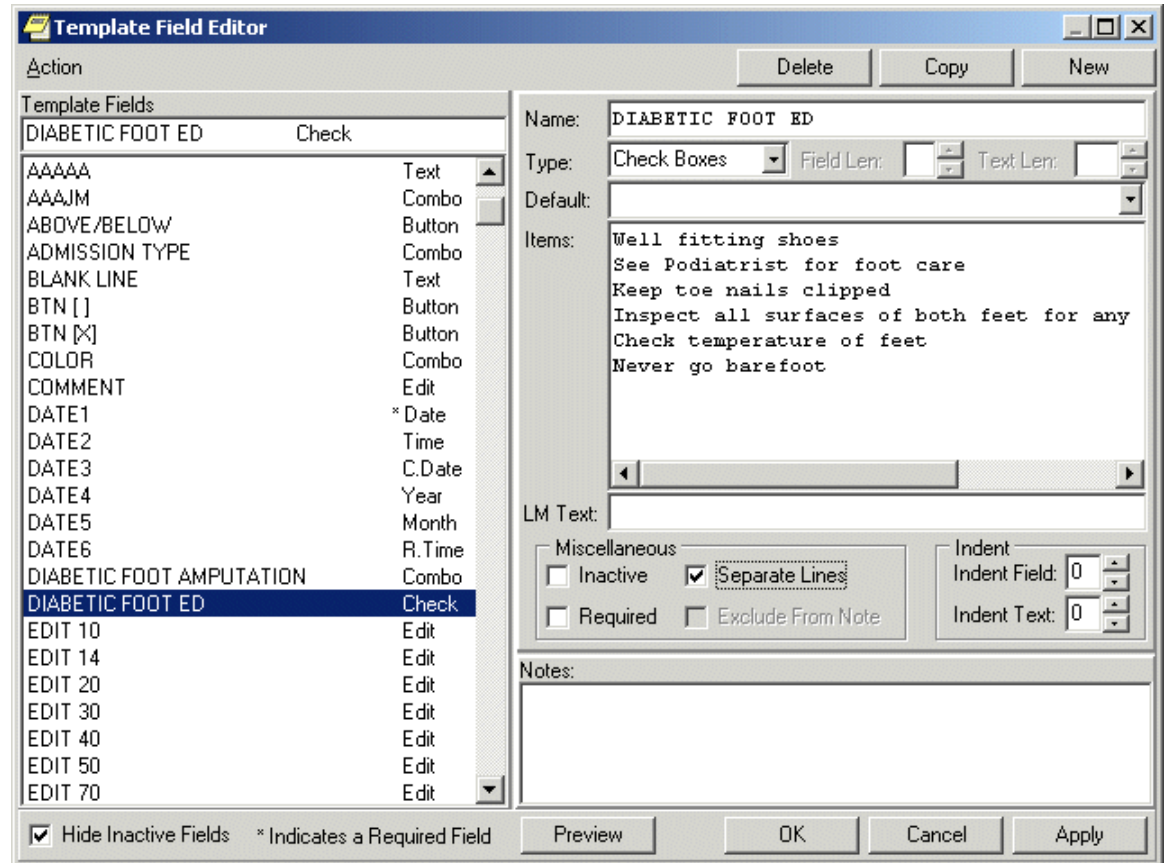 Template Field Editor
Action
Delete Copy New
Template Fields
DIABETIC FOOT ED Check
AAAAA Text
AAAJM Combo
ABOVE/BELOW Button
ADMISSION TYPE Combo
BLANK LINE Text
BTN [ ] Button
BTN [X] Button
COLOR Combo
COMMENT Edit
DATE1 * Date
DATE2 Time
DATE3 C.Date
DATE4 Year
DATE5 Month
DATE6 R.Time
DIABETIC FOOT AMPUTATION Combo
DIABETIC FOOT ED Check
EDIT 10 Edit
EDIT 14 Edit
EDIT 20 Edit
EDIT 30 Edit
EDIT 40 Edit
EDIT 50 Edit
EDIT 70 Edit
Name: DIABETIC FOOT ED
Type: Check Boxes Field Len: Text Len:
Default:
Items:
Well fitting shoes
See Podiatrist for foot care
Keep toe nails clipped
Inspect all surfaces of both feet for any
Check temperature of feet
Never go barefoot
LM Text:
Miscellaneous
Inactive Separate Lines
Required Exclude From Note
Indent
Indent Field: 0
Indent Text: 0
Notes:
Hide Inactive Fields * Indicates a Required Field Preview OK Cancel Apply